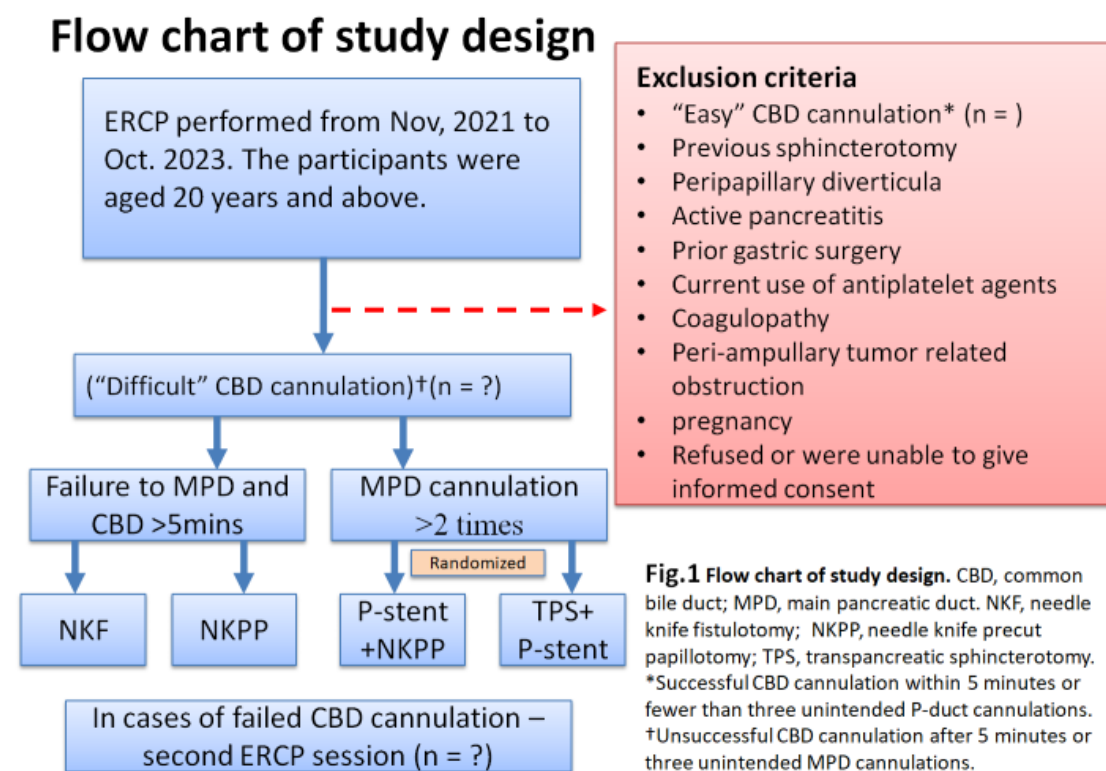 Flow chart of study design
ERCP performed from Nov, 2021 to
Oct. 2023. The participants were
aged 20 years and above.
Exclusion criteria
• “Easy” CBD cannulation* (n = )
• Previous sphincterotomy
• Peripapillary diverticula
• Active pancreatitis
• Prior gastric surgery
• Current use of antiplatelet agents
• Coagulopathy
• Peri-ampullary tumor related
obstruction
• pregnancy
• Refused or were unable to give
informed consent
(“Difficult” CBD cannulation)†(n = ?)
Failure to MPD and
CBD >5mins
MPD cannulation
>2 times
Randomized
NKF
NKPP
P-stent
+NKPP
TPS+
P-stent
In cases of failed CBD cannulation –
second ERCP session (n = ?)
Fig.1 Flow chart of study design. CBD, common
bile duct; MPD, main pancreatic duct. NKF, needle
knife fistulotomy; NKPP, needle knife precut
papillotomy; TPS, transpancreatic sphincterotomy.
*Successful CBD cannulation within 5 minutes or
fewer than three unintended P-duct cannulations.
†Unsuccessful CBD cannulation after 5 minutes or
three unintended MPD cannulations.